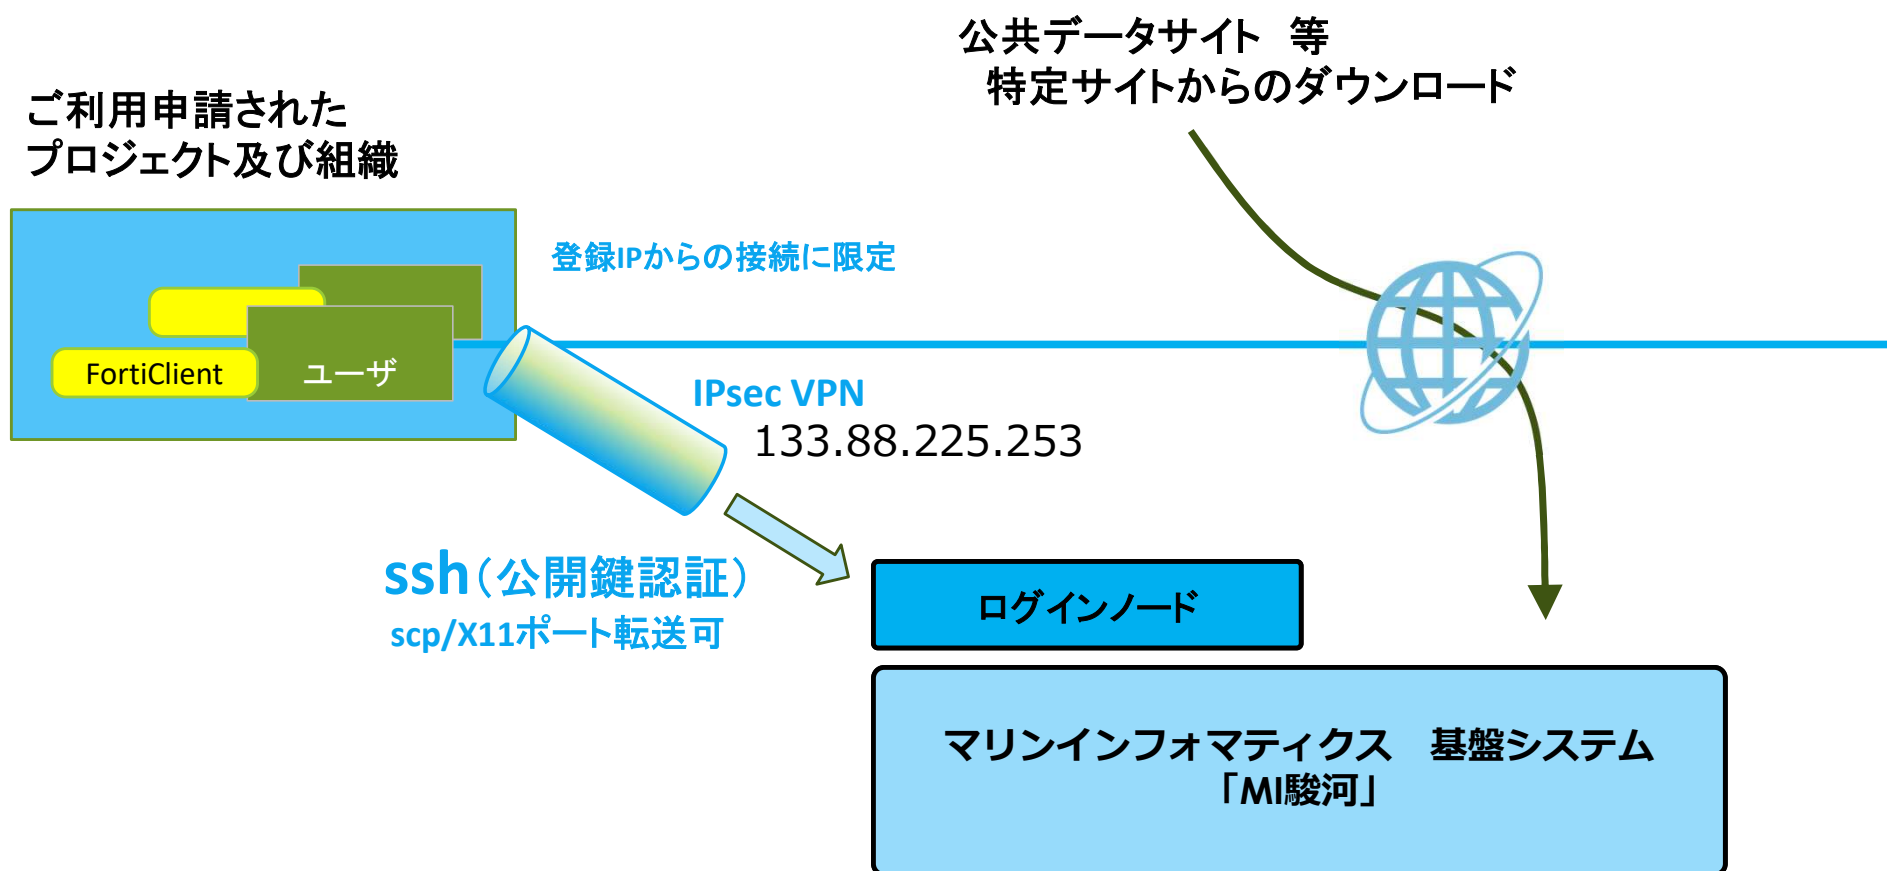 公共データサイト　等
特定サイトからのダウンロード
ご利用申請された
プロジェクト及び組織
登録IPからの接続に限定
FortiClient
ユーザ
IPsec VPN
133.88.225.253
ssh（公開鍵認証）
scp/X11ポート転送可
ログインノード
マリンインフォマティクス　基盤システム
「MI駿河」